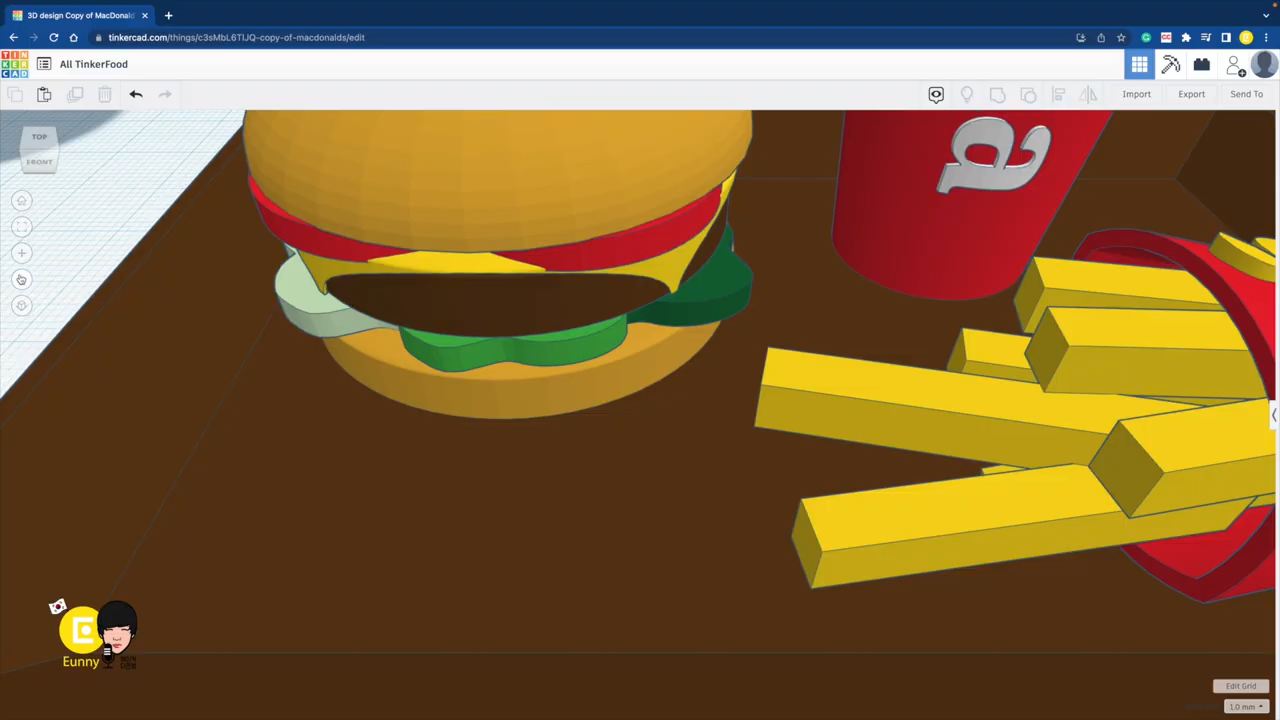 3D design Copy of MacDonald
tinkercad.com/things/c3sMbL6TlJQ-copy-of-macdonalds/edit
TIN
KER
CAD
All TinkerFood
Import
Export
Send To
TOP
FRONT
a
E
Eunny
Edit Grid
1.0 mm